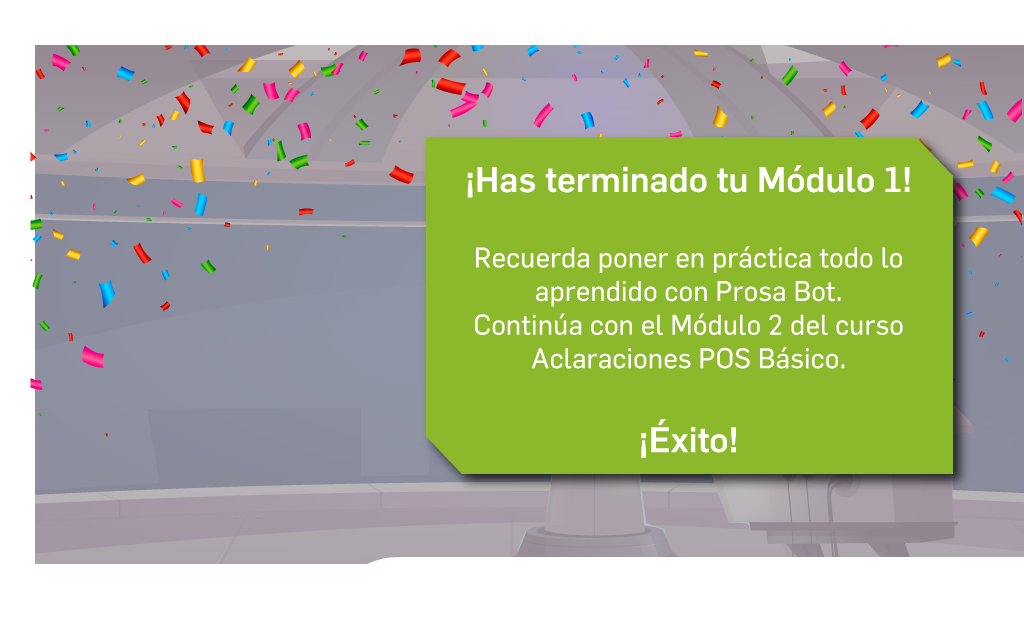 ¡Has terminado tu Módulo 1!
Recuerda poner en práctica todo lo
aprendido con Prosa Bot.
Continúa con el Módulo 2 del curso
Aclaraciones POS Básico.
¡Éxito!